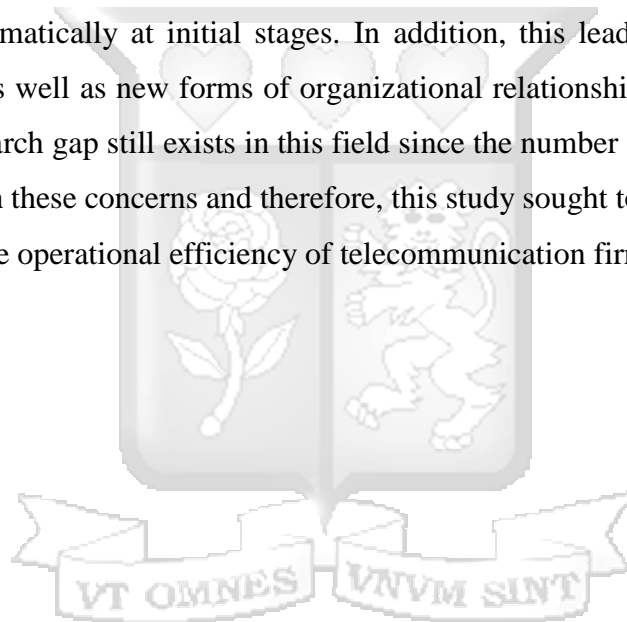 matically at initial stages. In addition, this lead
s well as new forms of organizational relationshi
arch gap still exists in this field since the number
n these concerns and therefore, this study sought to
e operational efficiency of telecommunication fir
VT OMNES VNVM SINT